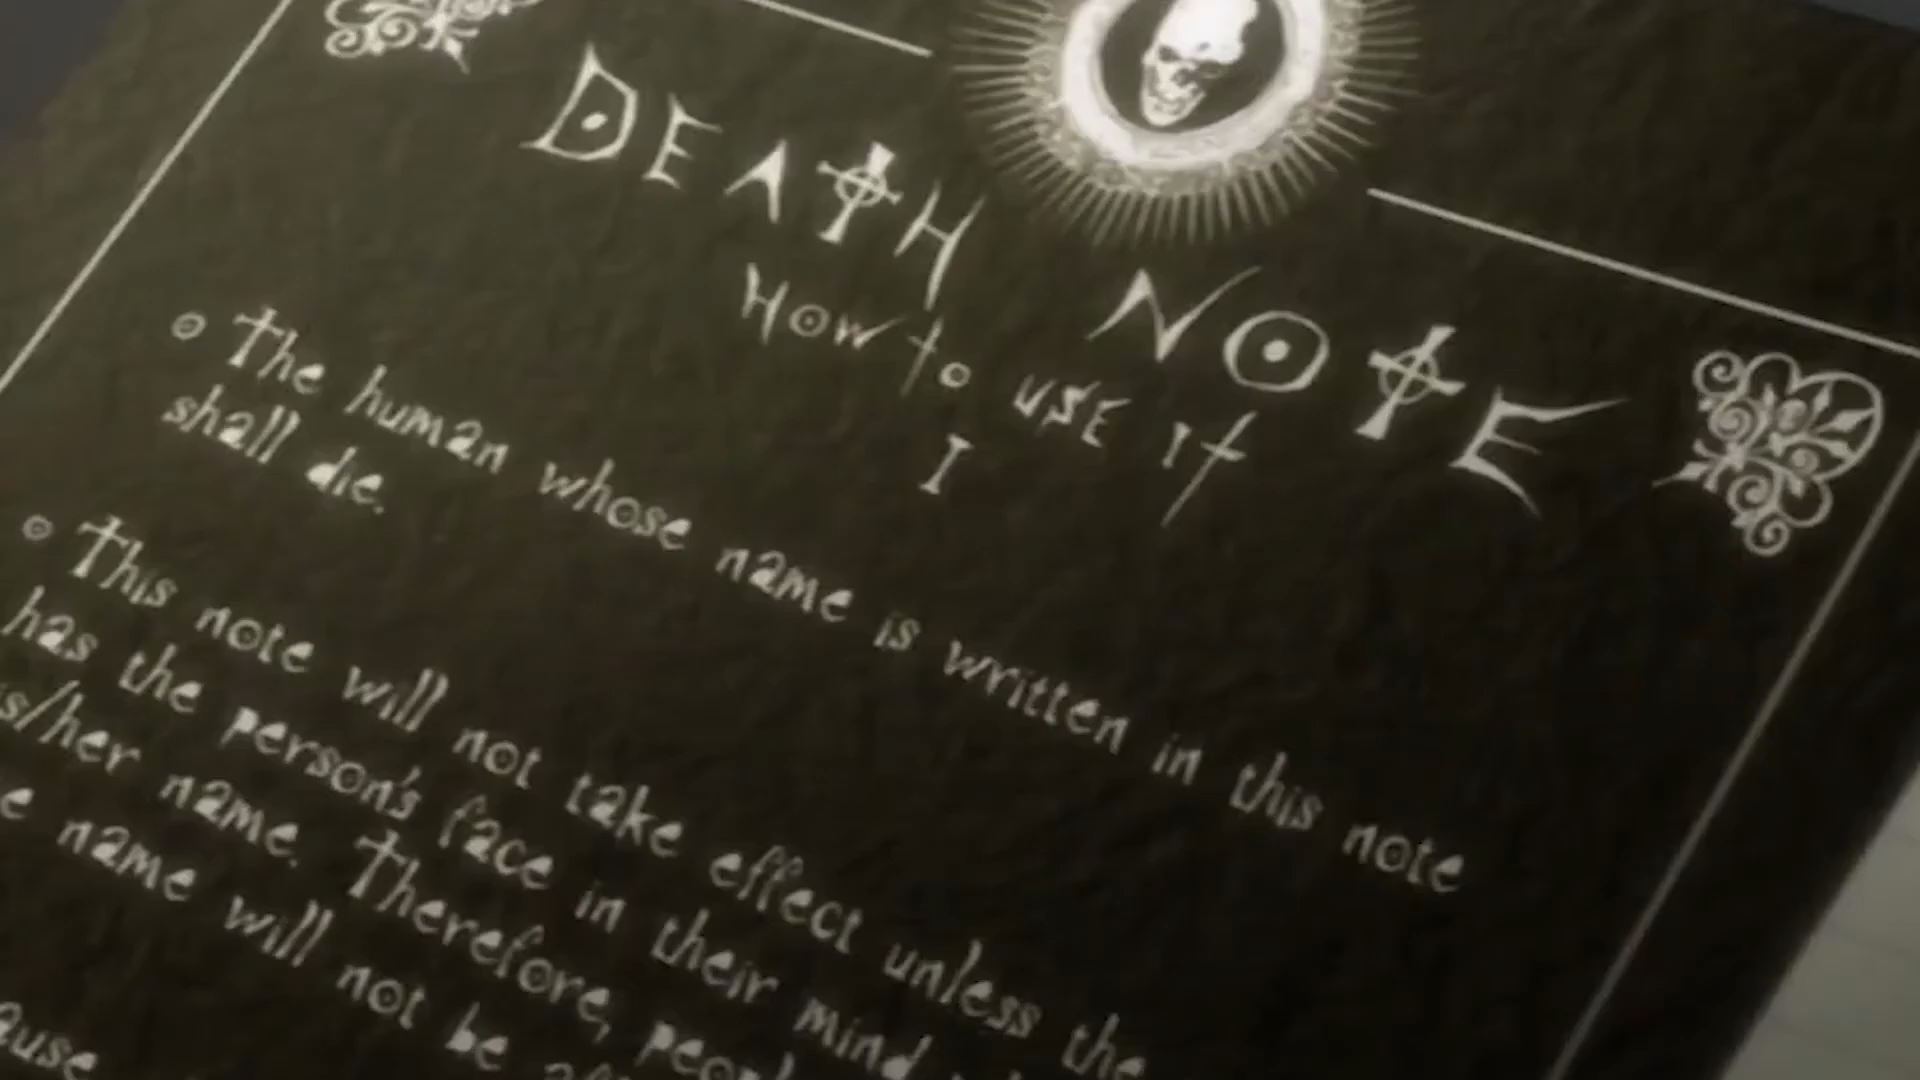 DEATH NOTE
How to USE It
I
The human whose name is written in this note
shall die.
This note will not take effect unless the
has the person's face in their mind
name. Therefore,
name will not be